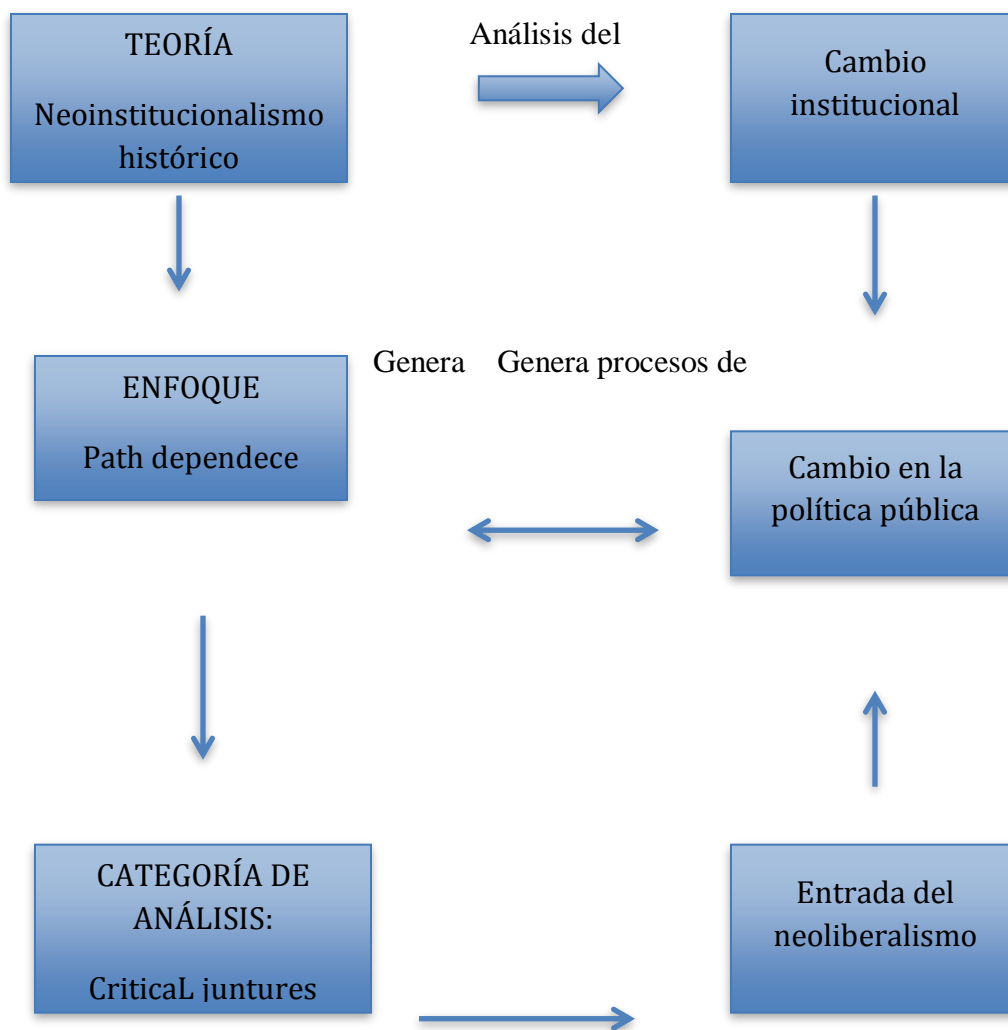 TEORÍA
Neoinstitucionalismo
histórico
Análisis del
Cambio
institucional
ENFOQUE
Path dependece
Genera Genera procesos de
Cambio en la
política pública
CATEGORÍA DE
ANÁLISIS:
CriticaL juntures
Entrada del
neoliberalismo